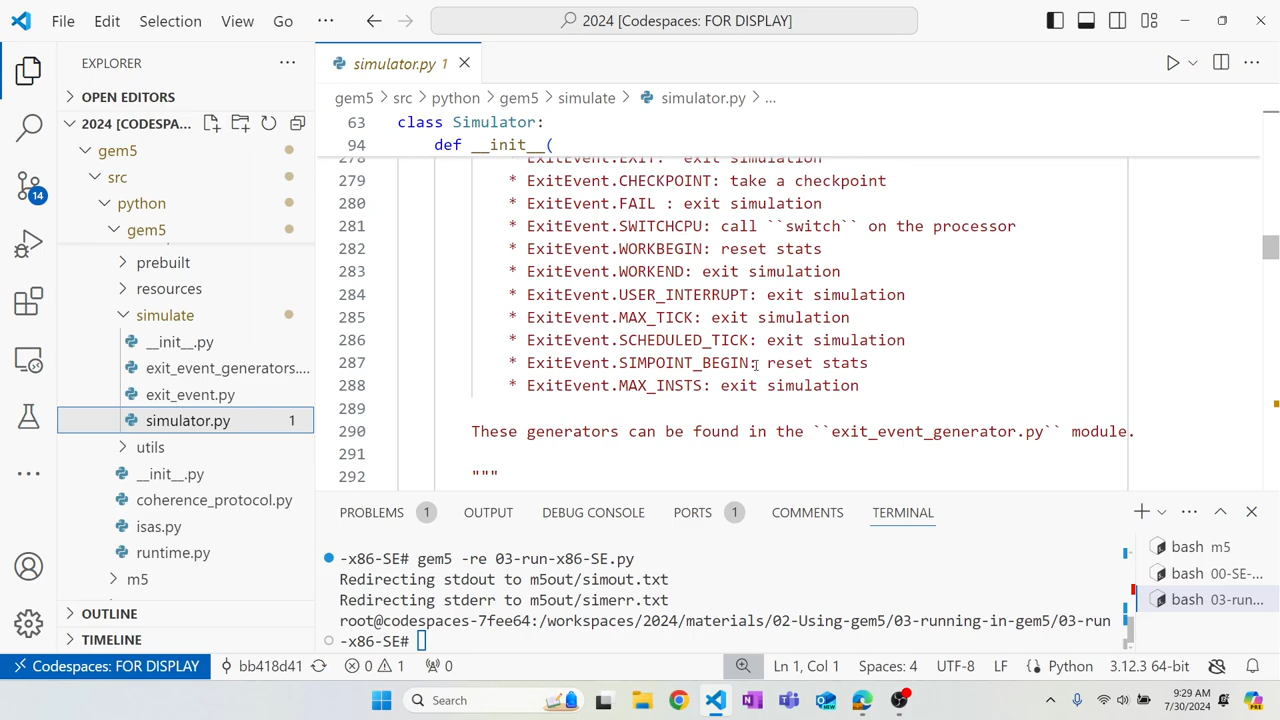 File Edit Selection View Go ··· 2024 [Codespaces: FOR DISPLAY]
EXPLORER
OPEN EDITORS
2024 [CODESPA...
gem5
src
python
gem5
prebuilt
resources
simulate
__init__.py
exit_event_generators....
exit_event.py
simulator.py 1
utils
__init__.py
coherence_protocol.py
isas.py
runtime.py
m5
OUTLINE
TIMELINE
14
simulator.py 1
gem5 > src > python > gem5 > simulate > simulator.py > ...
63 class Simulator:
94 def __init__(
278 * ExitEvent.EXIT: exit simulation
279 * ExitEvent.CHECKPOINT: take a checkpoint
280 * ExitEvent.FAIL : exit simulation
281 * ExitEvent.SWITCHCPU: call ``switch`` on the processor
282 * ExitEvent.WORKBEGIN: reset stats
283 * ExitEvent.WORKEND: exit simulation
284 * ExitEvent.USER_INTERRUPT: exit simulation
285 * ExitEvent.MAX_TICK: exit simulation
286 * ExitEvent.SCHEDULED_TICK: exit simulation
287 * ExitEvent.SIMPOINT_BEGIN: reset stats
288 * ExitEvent.MAX_INSTS: exit simulation
289
290 These generators can be found in the ``exit_event_generator.py`` module.
291
292 """
PROBLEMS 1 OUTPUT DEBUG CONSOLE PORTS 1 COMMENTS TERMINAL
-x86-SE# gem5 -re 03-run-x86-SE.py
Redirecting stdout to m5out/simout.txt
Redirecting stderr to m5out/simerr.txt
root@codespaces-7fee64:/workspaces/2024/materials/02-Using-gem5/03-running-in-gem5/03-run
-x86-SE#
bash m5
bash 00-SE-...
bash 03-run...
Codespaces: FOR DISPLAY bb418d41 0 1 0 Ln 1, Col 1 Spaces: 4 UTF-8 LF Python 3.12.3 64-bit
Search
9:29 AM
7/30/2024